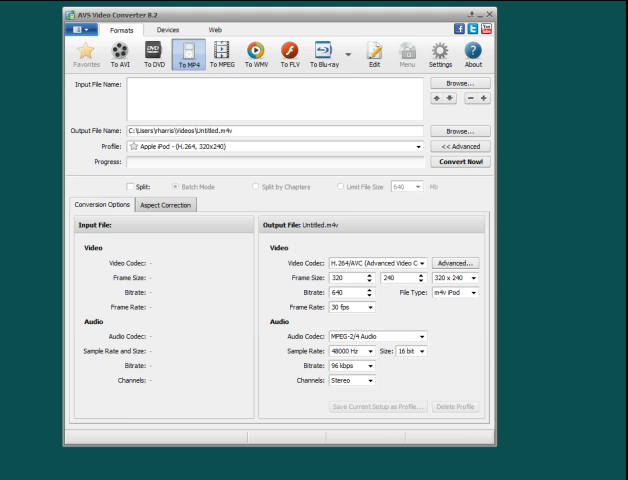 AVS Video Converter 8.2
Formats Devices Web
Favorites To AVI To DVD To MP4 To MPEG To WMV To FLV To Blu-ray Edit Menu Settings About
Input File Name: Browse...
Output File Name: C:\Users\rharris\Videos\Untitled.m4v Browse...
Profile: Apple iPod - (H.264, 320x240) << Advanced
Progress: Convert Now!
Split: Batch Mode Split by Chapters Limit File Size 640 Mb
Conversion Options Aspect Correction
Input File: Output File: Untitled.m4v
Video Video
Video Codec: - Video Codec: H.264/AVC (Advanced Video C Advanced...
Frame Size: - Frame Size: 320 240 320 x 240
Bitrate: - Bitrate: 640 File Type: m4v iPod
Frame Rate: - Frame Rate: 30 fps
Audio Audio
Audio Codec: - Audio Codec: MPEG-2/4 Audio
Sample Rate and Size: - Sample Rate: 48000 Hz Size: 16 bit
Bitrate: - Bitrate: 96 kbps
Channels: - Channels: Stereo
Save Current Setup as Profile... Delete Profile